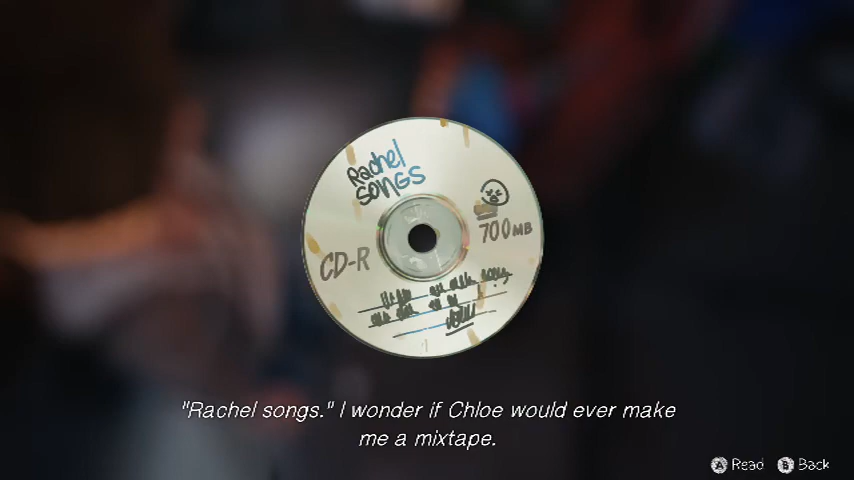 Rachel
SONGS
CD-R
700MB
"Rachel songs." I wonder if Chloe would ever make
me a mixtape.
A Read B Back